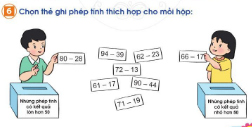 6 Chọn thẻ ghi phép tính thích hợp cho mỗi hộp:
80 – 28
94 – 39
62 – 23
66 – 17
72 – 13
61 – 17
90 – 44
71 – 19
Những phép tính
có kết quả
lớn hơn 50
Những phép tính
có kết quả
nhỏ hơn 50